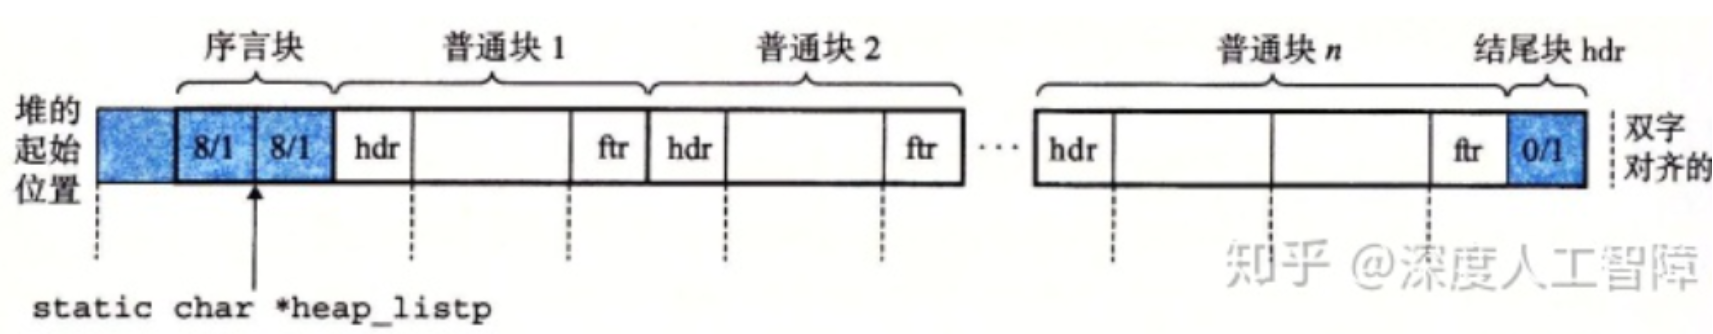 序言块 普通块 1 普通块 2 普通块 n 结尾块 hdr
堆的
起始
位置
8/1 8/1 hdr ftr hdr ftr ··· hdr ftr 0/1
双字
对齐的
static char *heap_listp
知乎 @深度人工智障